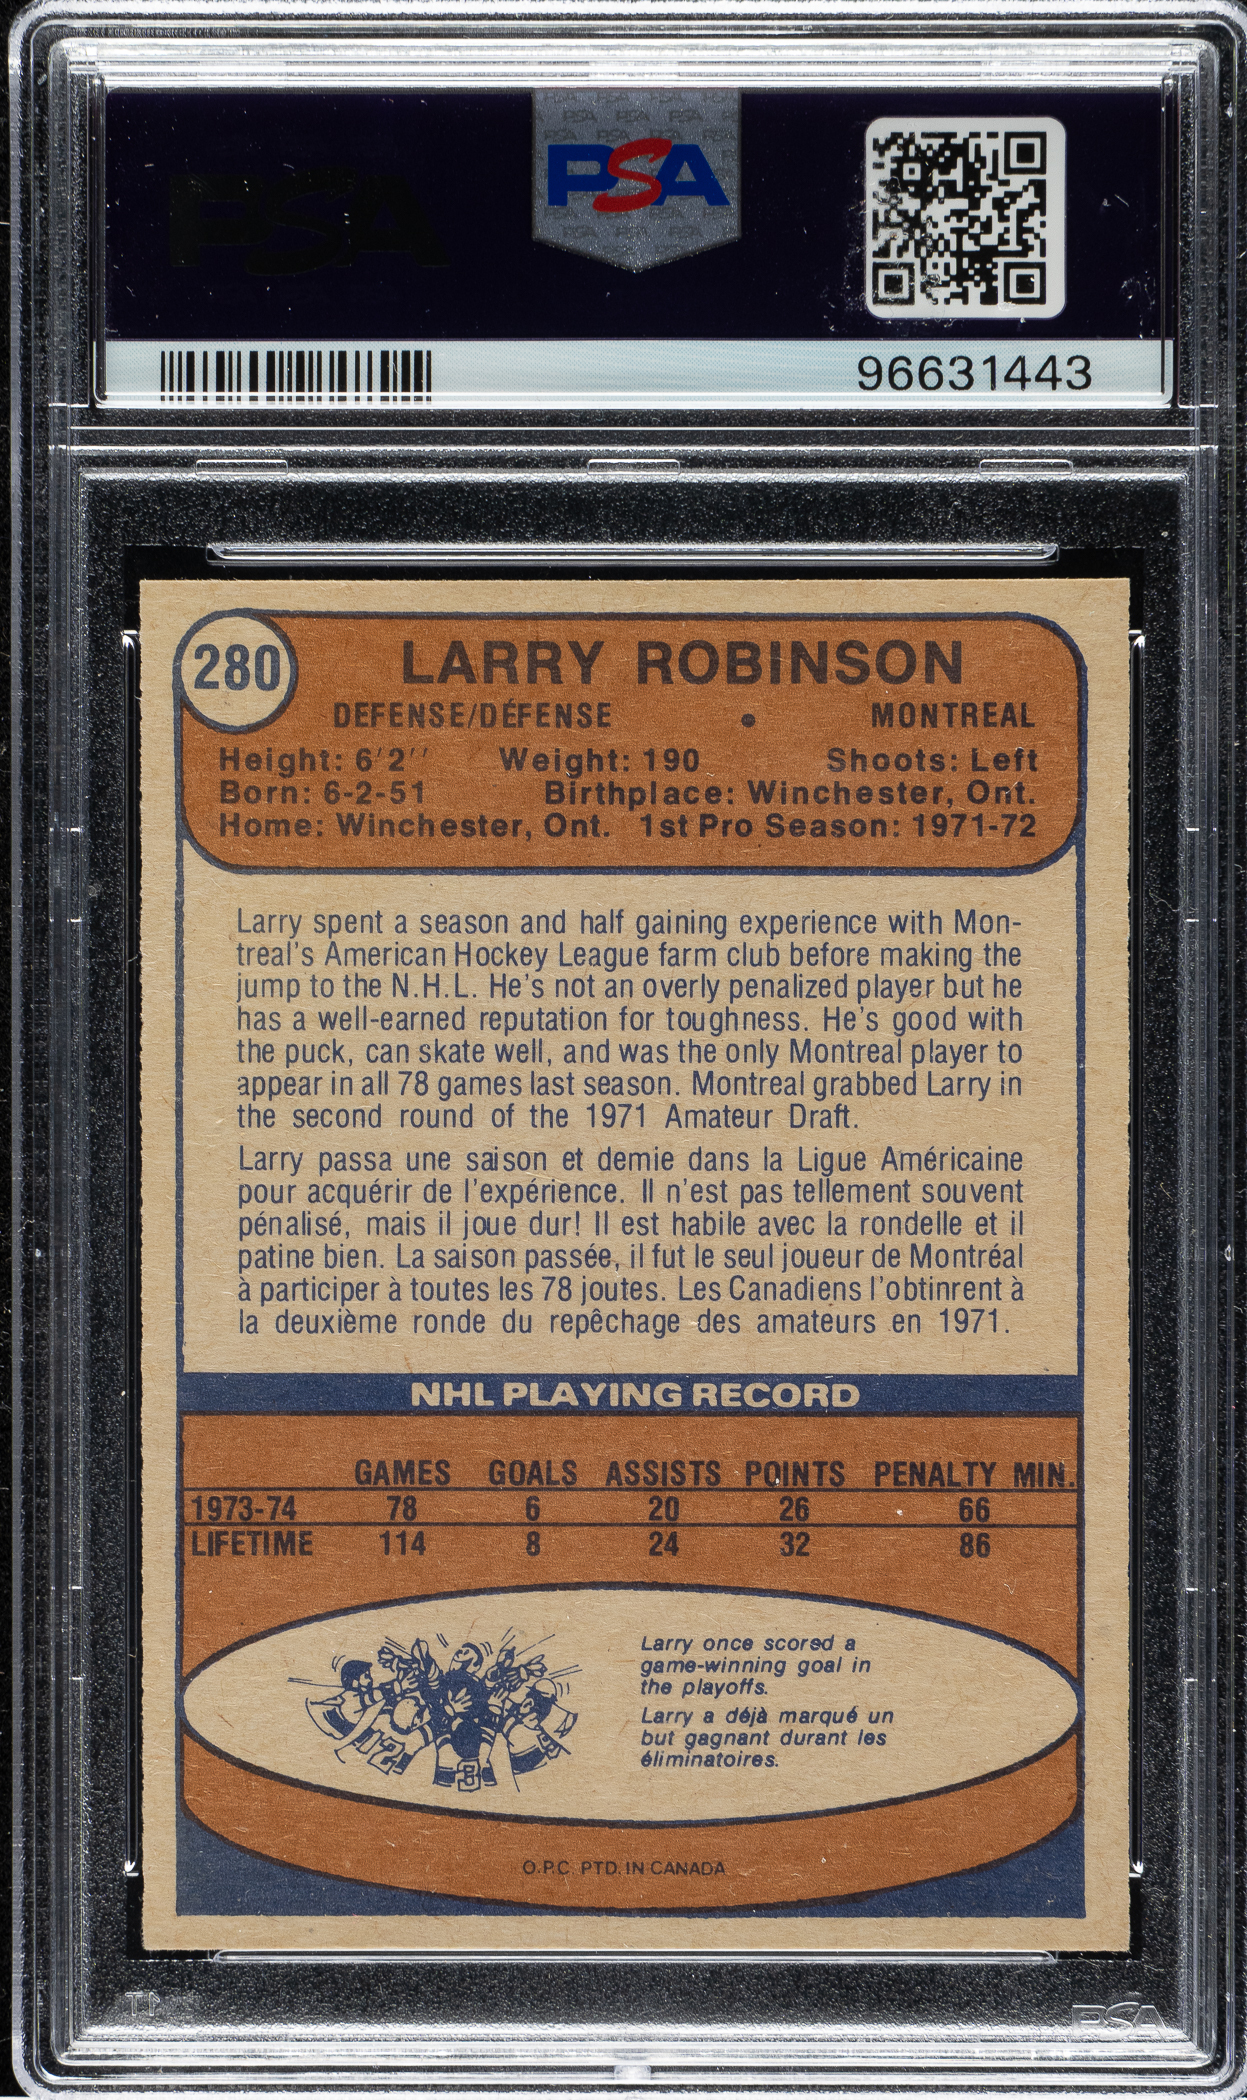 PSA
PSA
96631443
280
LARRY ROBINSON
DEFENSE/DÉFENSE • MONTREAL
Height: 6'2'' Weight: 190 Shoots: Left
Born: 6-2-51 Birthplace: Winchester, Ont.
Home: Winchester, Ont. 1st Pro Season: 1971-72
Larry spent a season and half gaining experience with Mon-
treal's American Hockey League farm club before making the
jump to the N.H.L. He's not an overly penalized player but he
has a well-earned reputation for toughness. He's good with
the puck, can skate well, and was the only Montreal player to
appear in all 78 games last season. Montreal grabbed Larry in
the second round of the 1971 Amateur Draft.
Larry passa une saison et demie dans la Ligue Américaine
pour acquérir de l'expérience. Il n'est pas tellement souvent
pénalisé, mais il joue dur! Il est habile avec la rondelle et il
patine bien. La saison passée, il fut le seul joueur de Montréal
à participer à toutes les 78 joutes. Les Canadiens l'obtinrent à
la deuxième ronde du repêchage des amateurs en 1971.
NHL PLAYING RECORD
GAMES GOALS ASSISTS POINTS PENALTY MIN.
1973-74 78 6 20 26 66
LIFETIME 114 8 24 32 86
Larry once scored a
game-winning goal in
the playoffs.
Larry a déjà marqué un
but gagnant durant les
éliminatoires.
12
3
O.P.C. PTD. IN CANADA
PSA